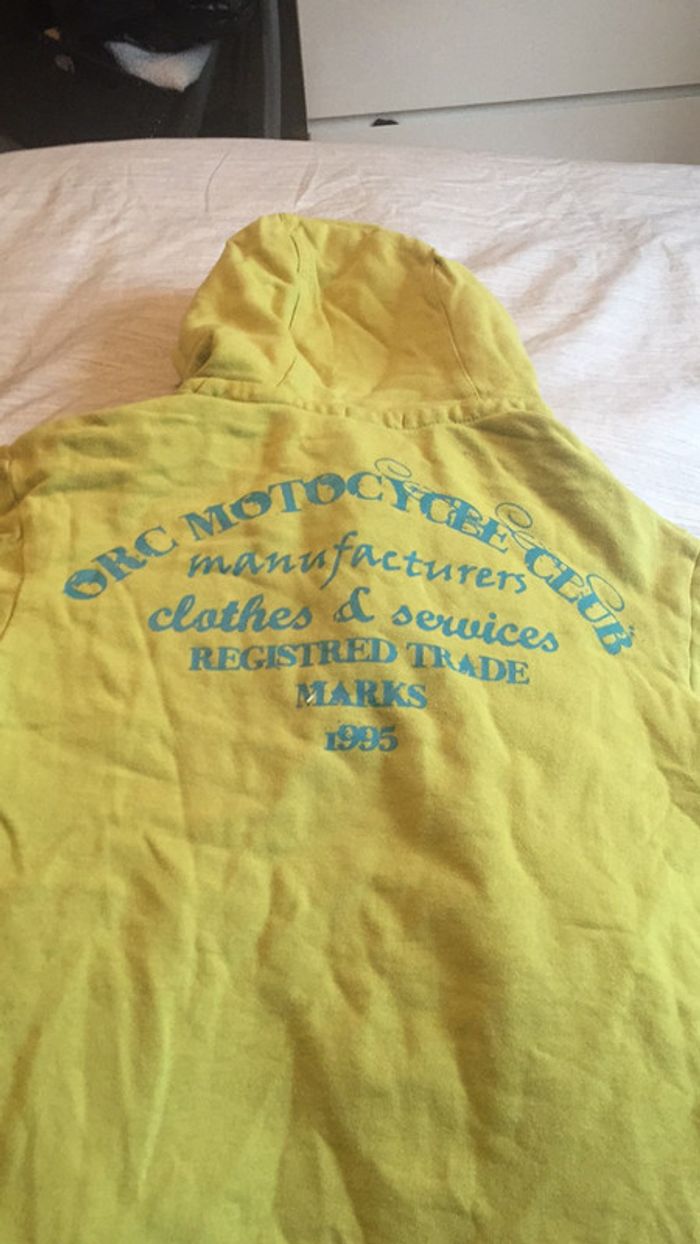 ORC MOTOCYCLE CLUB
manufacturers
clothes & services
REGISTRED TRADE
MARKS
1995